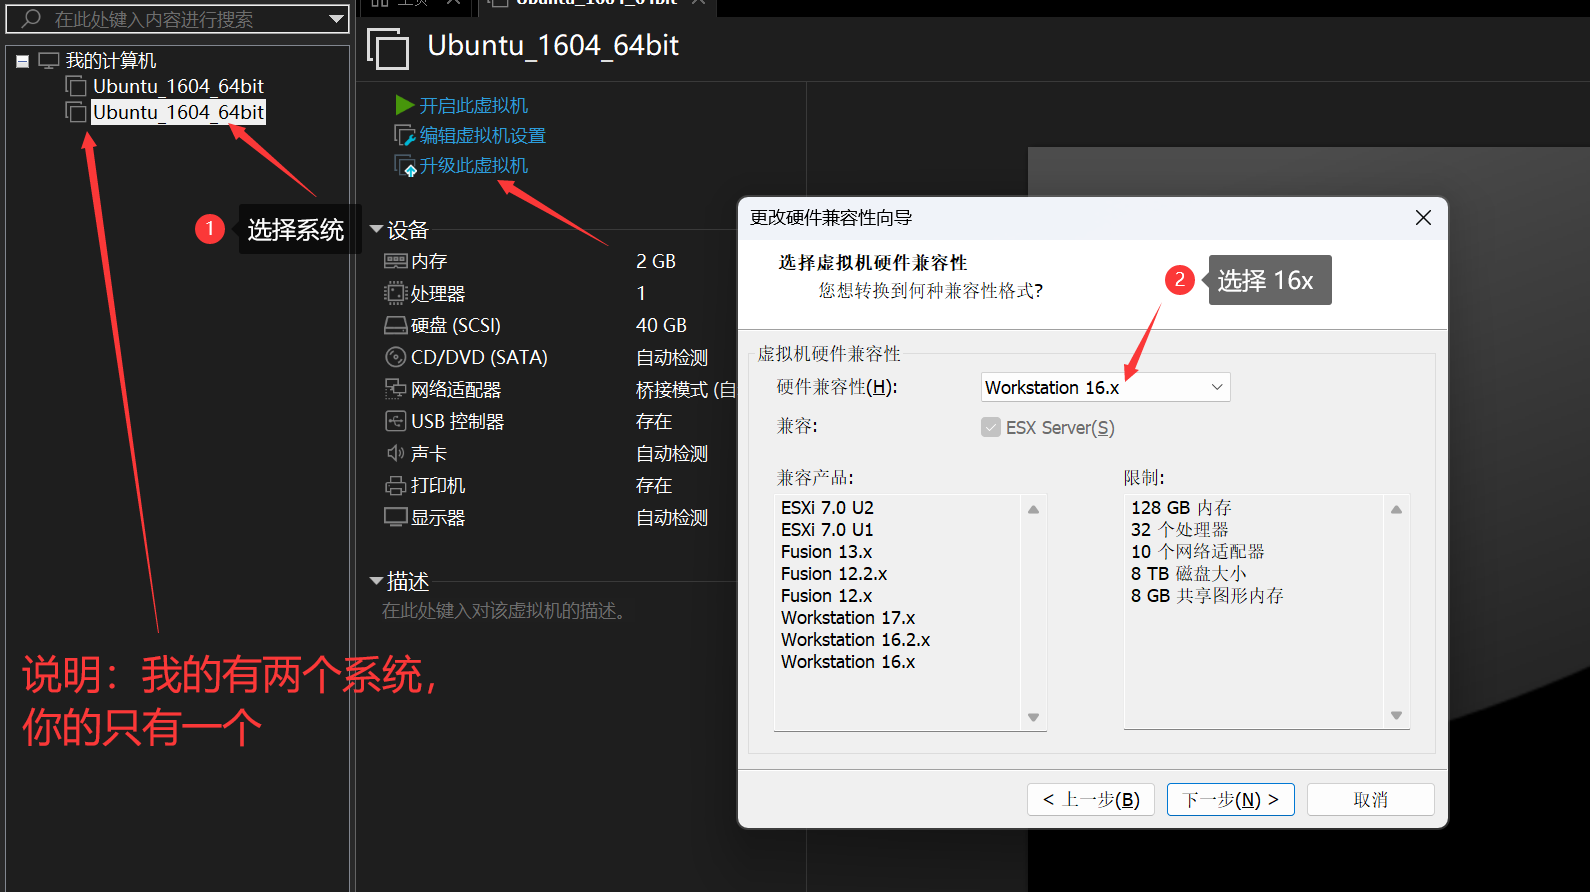 在此处键入内容进行搜索
主页
Ubuntu_1604_64bit
我的计算机
Ubuntu_1604_64bit
Ubuntu_1604_64bit
1
选择系统
说明：我的有两个系统，
你的只有一个
Ubuntu_1604_64bit
开启此虚拟机
编辑虚拟机设置
升级此虚拟机
设备
内存 2 GB
处理器 1
硬盘 (SCSI) 40 GB
CD/DVD (SATA) 自动检测
网络适配器 桥接模式 (自
USB 控制器 存在
声卡 自动检测
打印机 存在
显示器 自动检测
描述
在此处键入对该虚拟机的描述。
更改硬件兼容性向导
选择虚拟机硬件兼容性
您想转换到何种兼容性格式?
2
选择 16x
虚拟机硬件兼容性
硬件兼容性(H): Workstation 16.x
兼容: ESX Server(S)
兼容产品:
ESXi 7.0 U2
ESXi 7.0 U1
Fusion 13.x
Fusion 12.2.x
Fusion 12.x
Workstation 17.x
Workstation 16.2.x
Workstation 16.x
限制:
128 GB 内存
32 个处理器
10 个网络适配器
8 TB 磁盘大小
8 GB 共享图形内存
< 上一步(B)
下一步(N) >
取消